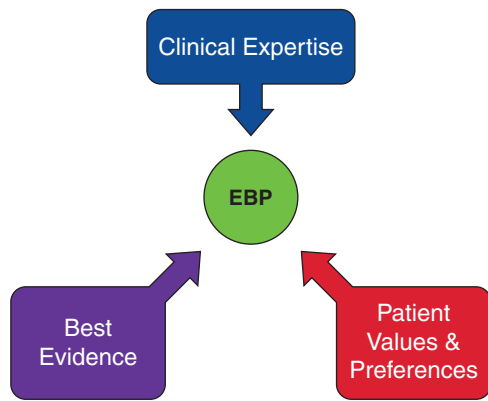 Clinical Expertise
EBP
Best
Evidence
Patient
Values &
Preferences